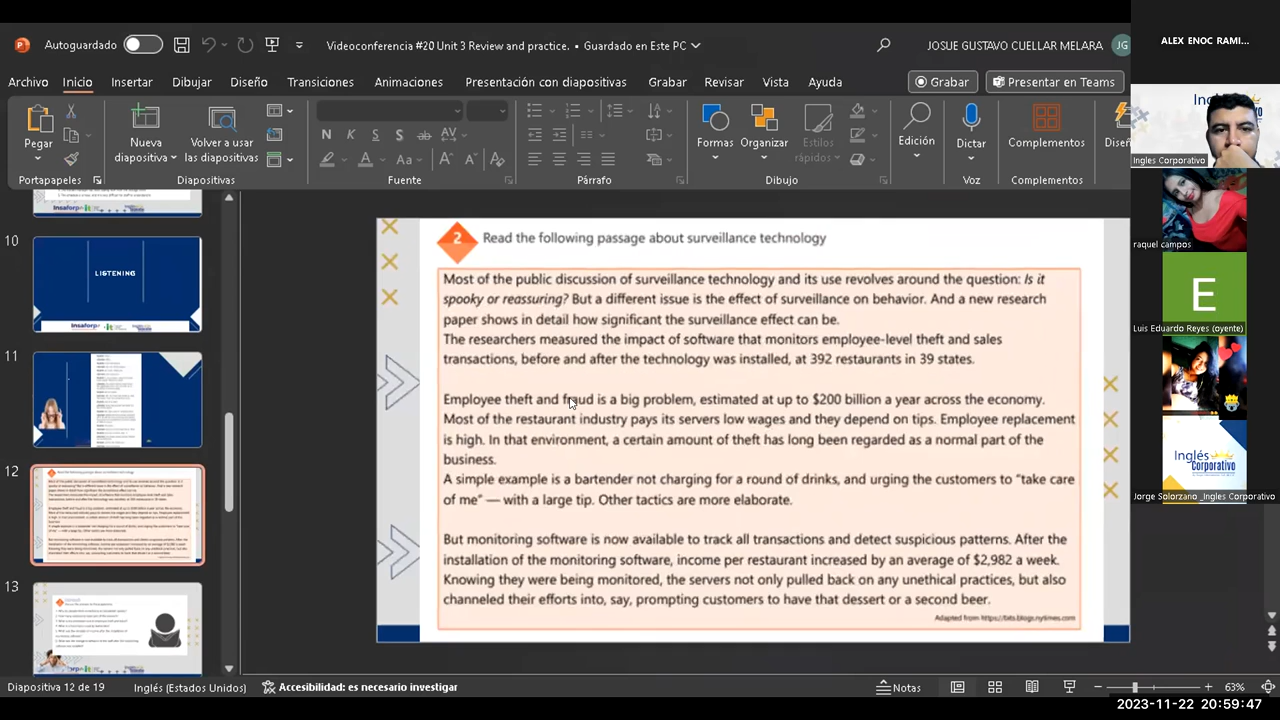 Autoguardado
Videoconferencia #20 Unit 3 Review and practice. • Guardado en Este PC
JOSUE GUSTAVO CUELLAR MELARA
JG
Archivo
Inicio
Insertar
Dibujar
Diseño
Transiciones
Animaciones
Presentación con diapositivas
Grabar
Revisar
Vista
Ayuda
Grabar
Presentar en Teams
Pegar
Nueva
diapositiva
Volver a usar
las diapositivas
N
S
ab
AV
Aa
A
A
Formas
Organizar
Estilos
rápidos
Edición
Dictar
Complementos
Portapapeles
Diapositivas
Fuente
Párrafo
Dibujo
Voz
Complementos
10
LISTENING
Insaforp
11
12
13
2
Read the following passage about surveillance technology
Most of the public discussion of surveillance technology and its use revolves around the question: Is it
spooky or reassuring? But a different issue is the effect of surveillance on behavior. And a new research
paper shows in detail how significant the surveillance effect can be.
The researchers measured the impact of software that monitors employee-level theft and sales
transactions, before and after the technology was installed, at 392 restaurants in 39 states.
Employee theft and fraud is a big problem, estimated at up to $200 billion a year across the economy.
Most of the restaurant industry pays its servers low wages and they depend on tips. Employee replacement
is high. In that environment, a certain amount of theft has long been regarded as a normal part of the
business.
A simple example is a bartender not charging for a round of drinks, and urging the customers to "take care
of me" — with a large tip. Other tactics are more elaborate.
But monitoring software is now available to track all transactions and detect suspicious patterns. After the
installation of the monitoring software, income per restaurant increased by an average of $2,982 a week.
Knowing they were being monitored, the servers not only pulled back on any unethical practices, but also
channeled their efforts into, say, promoting customers to have that dessert or a second beer.
Adapted from https://bits.blogs.nytimes.com
Diapositiva 12 de 19
Inglés (Estados Unidos)
Accesibilidad: es necesario investigar
Notas
63%
ALEX ENOC RAMI...
Ingles Corporativo
raquel campos
E
Luis Eduardo Reyes (oyente)
Inglés
Corporativo
Jorge Solorzano _Ingles Corporativo
2023-11-22 20:59:47